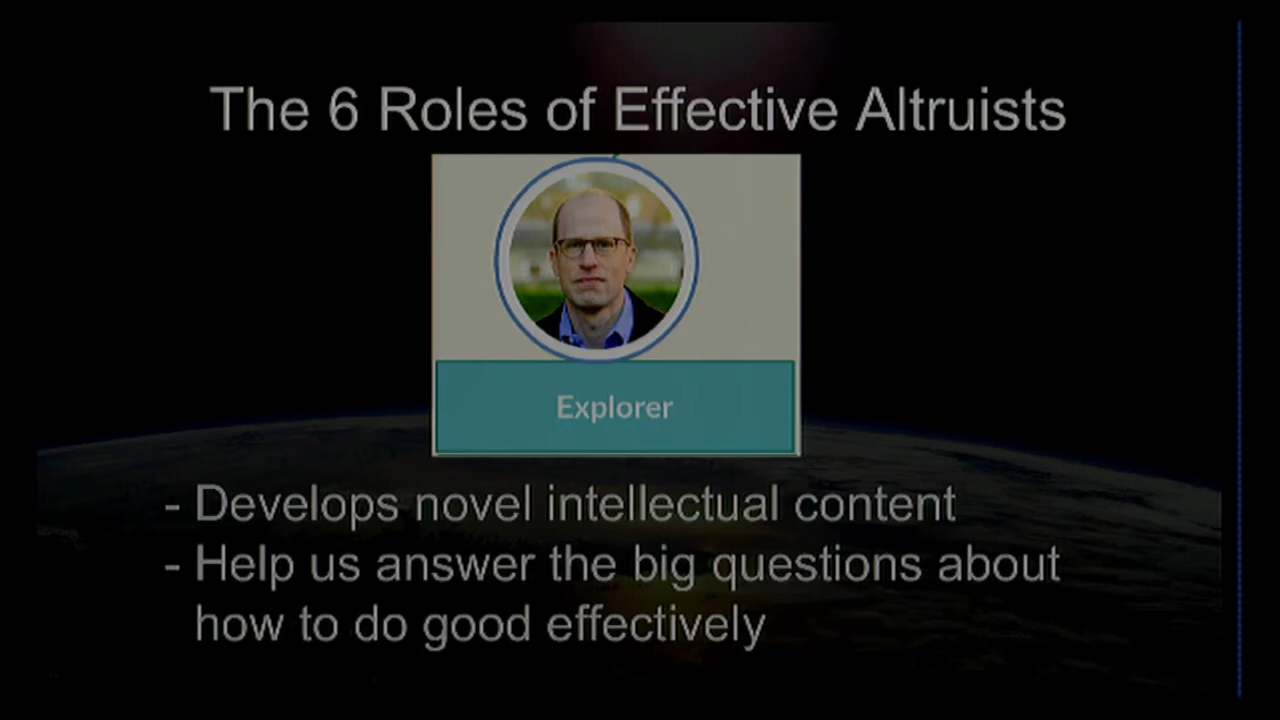 The 6 Roles of Effective Altruists
Explorer
- Develops novel intellectual content
- Help us answer the big questions about
how to do good effectively